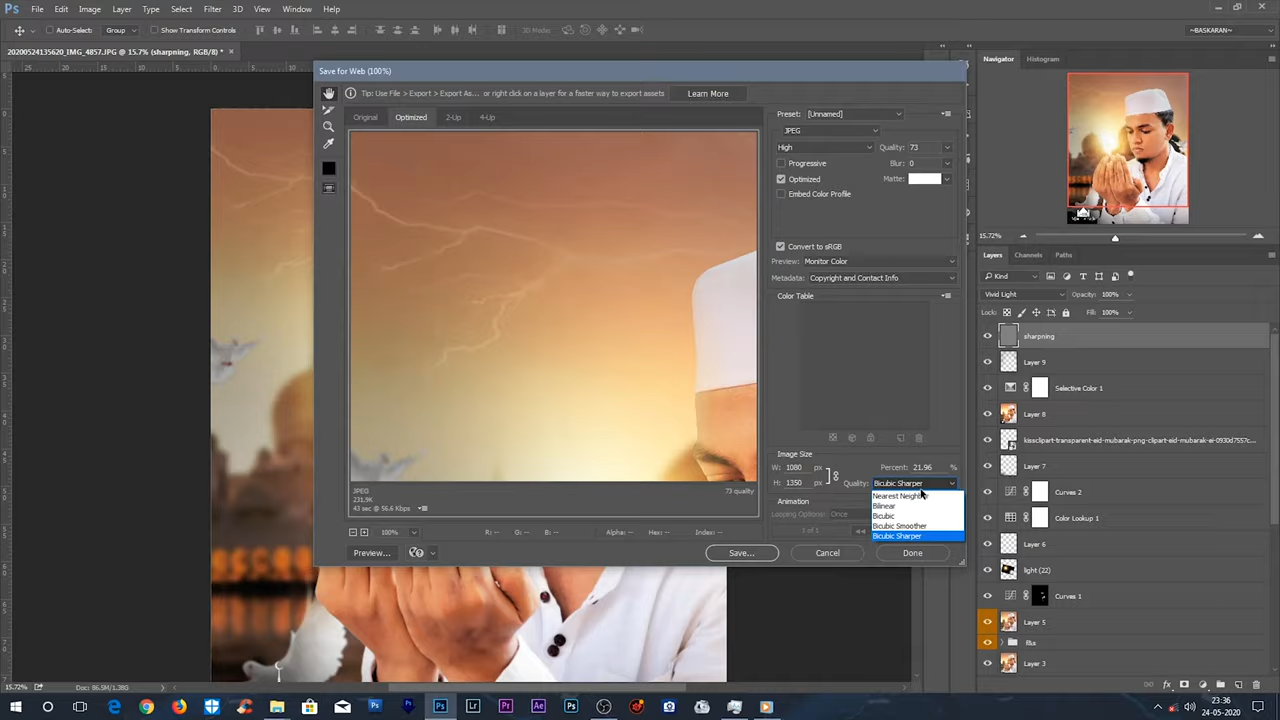 Ps File Edit Image Layer Type Select Filter 3D View Window Help
Auto-Select: Group Show Transform Controls 3D Mode: ~BASKARAN~
20200524135620_IMG_4857.JPG @ 15.7% (sharpning, RGB/8) * ×
Save for Web (100%)
Tip: Use File > Export > Export As... or right click on a layer for a faster way to export assets Learn More
Original Optimized 2-Up 4-Up
Preset: [Unnamed]
JPEG
High Quality: 73
Progressive Blur: 0
Optimized Matte:
Embed Color Profile
Convert to sRGB
Preview: Monitor Color
Metadata: Copyright and Contact Info
Color Table
Image Size
W: 1080 px Percent: 21.96 %
H: 1350 px Quality: Bicubic Sharper
Nearest Neighbor
Bilinear
Bicubic
Bicubic Smoother
Bicubic Sharper
Animation
Looping Options: Once
1 of 1
JPEG 73 quality
231.9K
43 sec @ 56.6 Kbps
100% R: -- G: -- B: -- Alpha: -- Hex: -- Index: --
Preview... Save... Cancel Done
Navigator Histogram
15.72%
Layers Channels Paths
Kind
Vivid Light Opacity: 100%
Lock: Fill: 100%
sharpning
Layer 9
Selective Color 1
Layer 8
kissclipart-transparent-eid-mubarak-png-clipart-eid-mubarak-ei-0930d7557c...
Layer 7
Curves 2
Color Lookup 1
Layer 6
light (22)
Curves 1
Layer 5
Layer 3
15.72% Doc: 86.5M/1.38G
23:36
24-05-2020